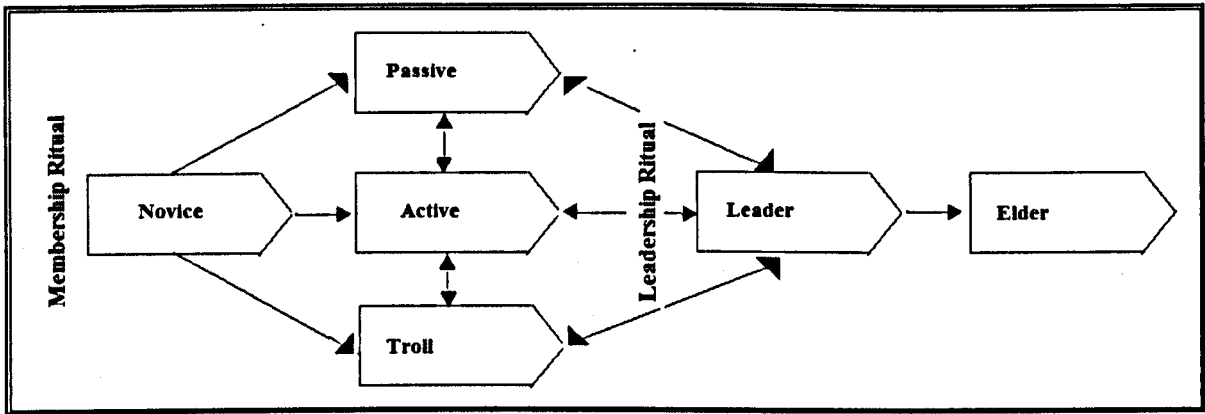 Membership Ritual
Novice
Passive
Active
Troll
Leadership Ritual
Leader
Elder